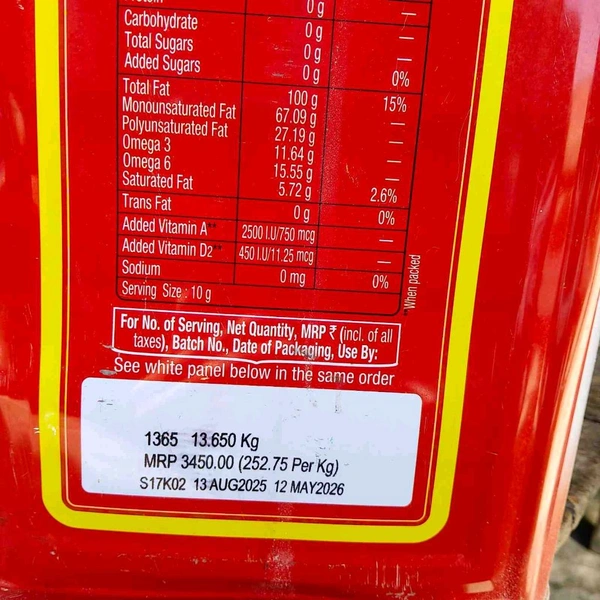 0 g —
Carbohydrate 0 g —
Total Sugars 0 g
Added Sugars 0 g 0%
Total Fat 100 g 15%
Monounsaturated Fat 67.09 g —
Polyunsaturated Fat 27.19 g —
Omega 3 11.64 g —
Omega 6 15.55 g —
Saturated Fat 5.72 g 2.6%
Trans Fat 0 g 0%
Added Vitamin A** 2500 I.U/750 mcg —
Added Vitamin D2** 450 I.U/11.25 mcg —
Sodium 0 mg 0%
Serving Size : 10 g
**When packed
For No. of Serving, Net Quantity, MRP ₹ (incl. of all
taxes), Batch No., Date of Packaging, Use By:
See white panel below in the same order
1365 13.650 Kg
MRP 3450.00 (252.75 Per Kg)
S17K02 13 AUG2025 12 MAY2026